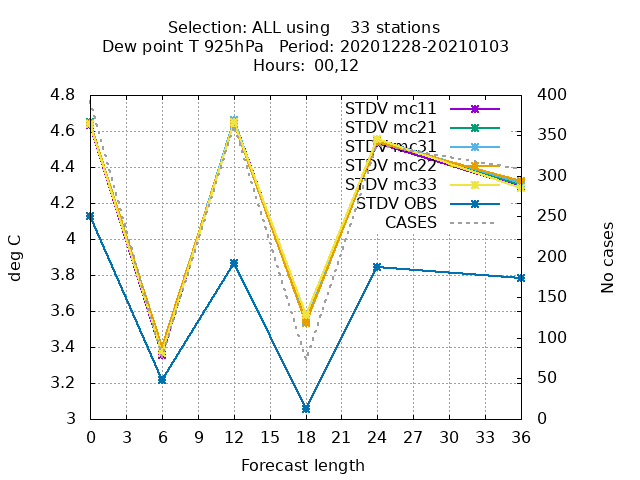 Selection: ALL using    33 stations
Dew point T 925hPa   Period: 20201228-20210103
Hours:  00,12
4.8
4.6
4.4
4.2
4
3.8
3.6
3.4
3.2
3
deg C
STDV mc11
STDV mc21
STDV mc31
STDV mc22
STDV mc33
STDV OBS
CASES
400
350
300
250
200
150
100
50
0
No cases
0 3 6 9 12 15 18 21 24 27 30 33 36
Forecast length